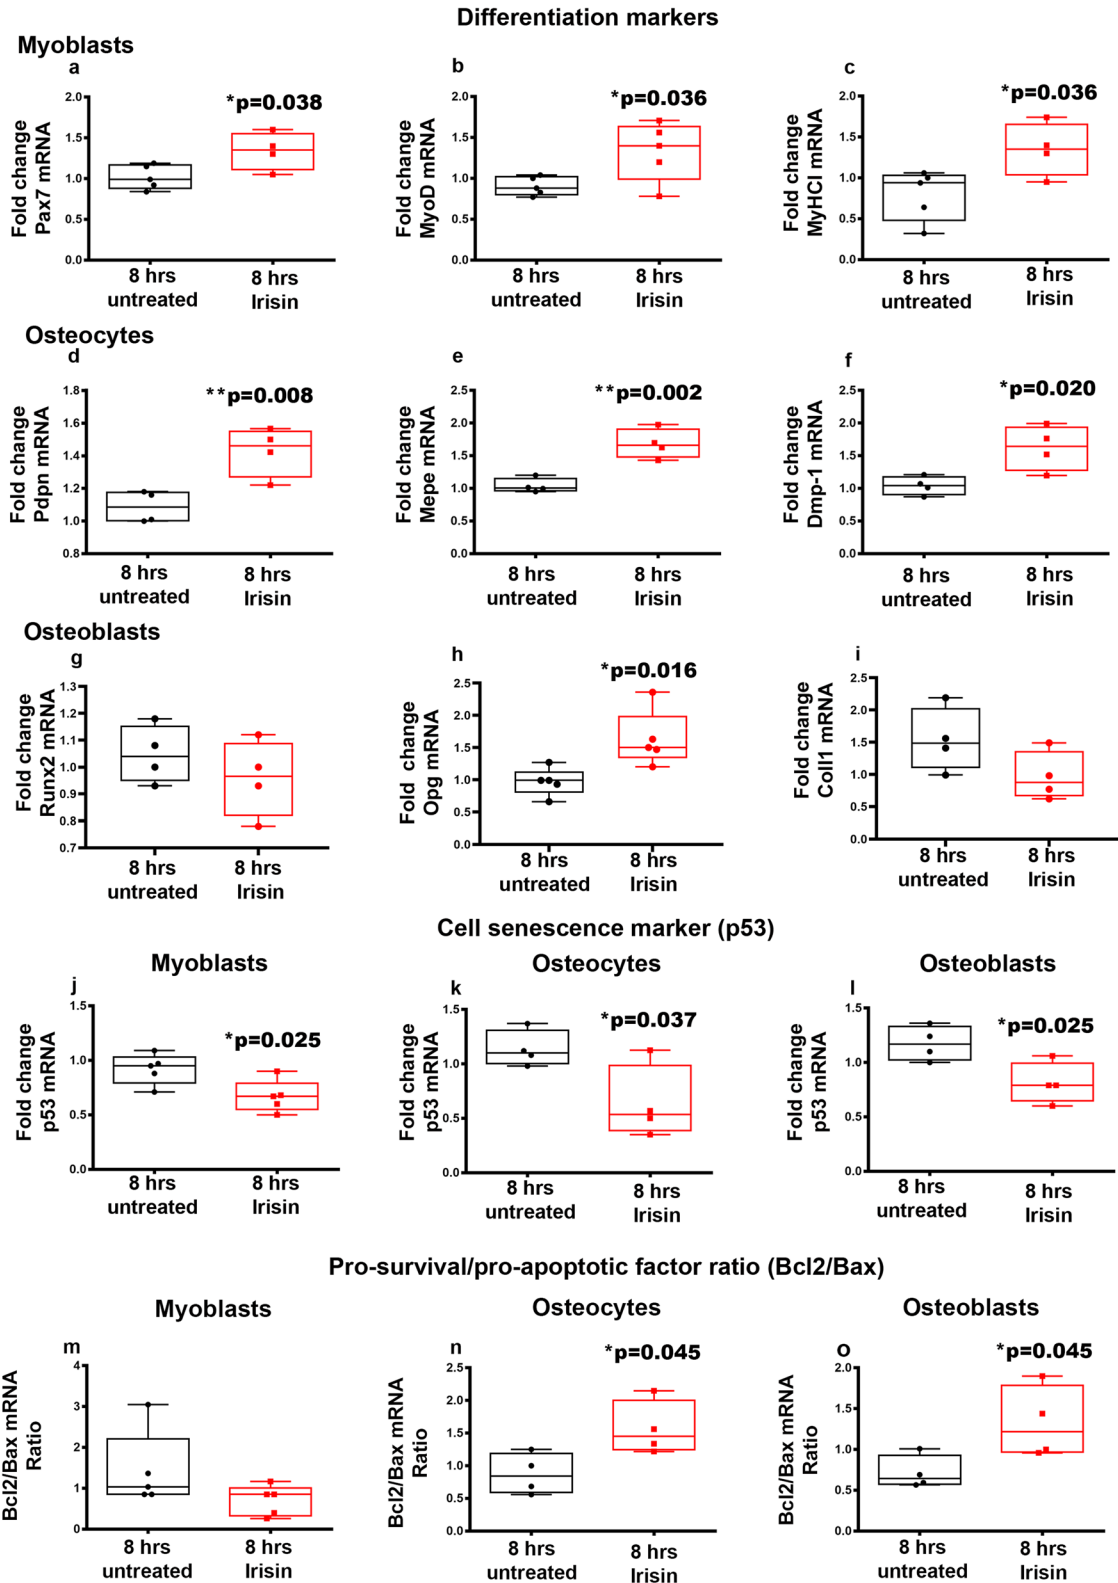 Differentiation markers
Myoblasts
a
b
c
*p=0.038
*p=0.036
*p=0.036
Fold change
Pax7 mRNA
2.0
1.5
1.0
0.5
0.0
8 hrs
untreated
8 hrs
Irisin
Fold change
MyoD mRNA
2.0
1.5
1.0
0.5
0.0
8 hrs
untreated
8 hrs
Irisin
Fold change
MyHCI mRNA
2.0
1.5
1.0
0.5
0.0
8 hrs
untreated
8 hrs
Irisin
Osteocytes
d
e
f
**p=0.008
**p=0.002
*p=0.020
Fold change
Pdpn mRNA
1.8
1.6
1.4
1.2
1.0
0.8
8 hrs
untreated
8 hrs
Irisin
Fold change
Mepe mRNA
2.5
2.0
1.5
1.0
0.5
0.0
8 hrs
untreated
8 hrs
Irisin
Fold change
Dmp-1 mRNA
2.5
2.0
1.5
1.0
0.5
0.0
8 hrs
untreated
8 hrs
Irisin
Osteoblasts
g
h
i
*p=0.016
Fold change
Runx2 mRNA
1.3
1.2
1.1
1.0
0.9
0.8
0.7
8 hrs
untreated
8 hrs
Irisin
Fold change
Opg mRNA
2.5
2.0
1.5
1.0
0.5
0.0
8 hrs
untreated
8 hrs
Irisin
Fold change
Coll1 mRNA
2.5
2.0
1.5
1.0
0.5
0.0
8 hrs
untreated
8 hrs
Irisin
Cell senescence marker (p53)
Myoblasts
Osteocytes
Osteoblasts
j
k
l
*p=0.025
*p=0.037
*p=0.025
Fold change
p53 mRNA
1.5
1.0
0.5
0.0
8 hrs
untreated
8 hrs
Irisin
Fold change
p53 mRNA
1.5
1.0
0.5
0.0
8 hrs
untreated
8 hrs
Irisin
Fold change
p53 mRNA
1.5
1.0
0.5
0.0
8 hrs
untreated
8 hrs
Irisin
Pro-survival/pro-apoptotic factor ratio (Bcl2/Bax)
Myoblasts
Osteocytes
Osteoblasts
m
n
o
*p=0.045
*p=0.045
Bcl2/Bax mRNA
Ratio
4
3
2
1
0
8 hrs
untreated
8 hrs
Irisin
Bcl2/Bax mRNA
Ratio
2.5
2.0
1.5
1.0
0.5
0.0
8 hrs
untreated
8 hrs
Irisin
Bcl2/Bax mRNA
Ratio
2.0
1.5
1.0
0.5
0.0
8 hrs
untreated
8 hrs
Irisin